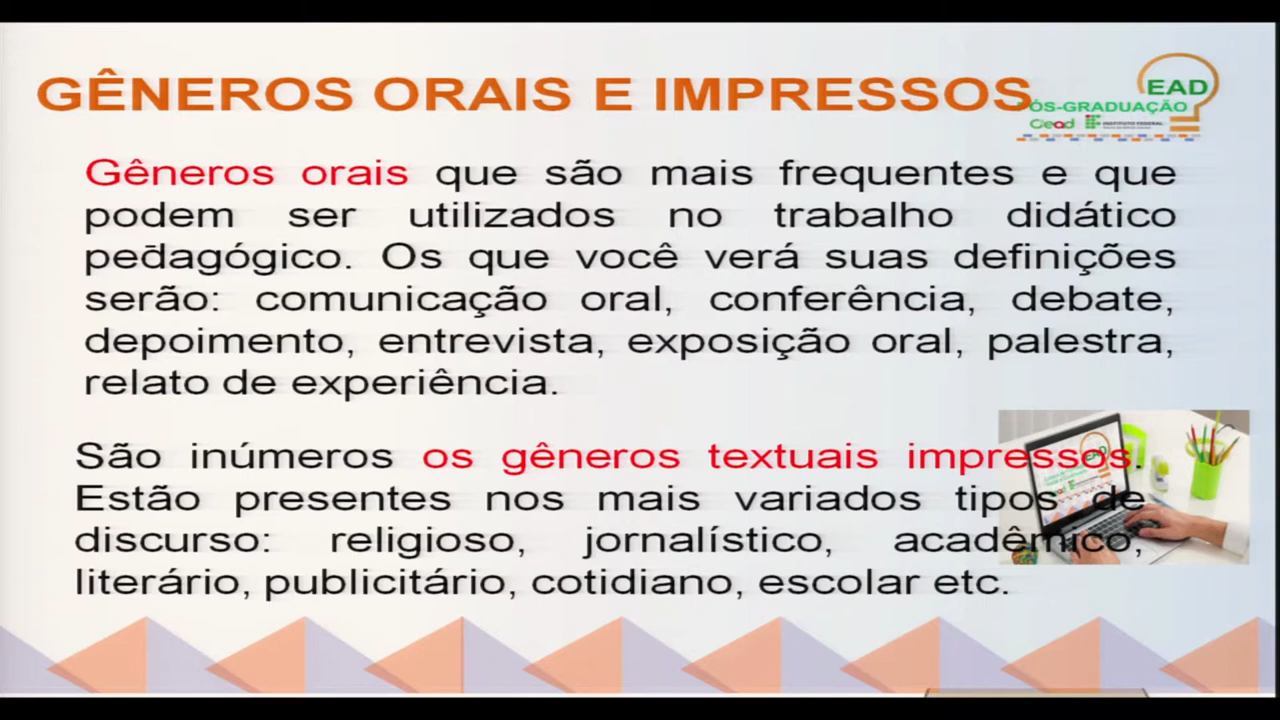 GÊNEROS ORAIS E IMPRESSOS
EAD
PÓS-GRADUAÇÃO
Cead
INSTITUTO FEDERAL
Gêneros orais que são mais frequentes e que
podem ser utilizados no trabalho didático
pedagógico. Os que você verá suas definições
serão: comunicação oral, conferência, debate,
depoimento, entrevista, exposição oral, palestra,
relato de experiência.
São inúmeros os gêneros textuais impressos.
Estão presentes nos mais variados tipos de
discurso: religioso, jornalístico, acadêmico,
literário, publicitário, cotidiano, escolar etc.